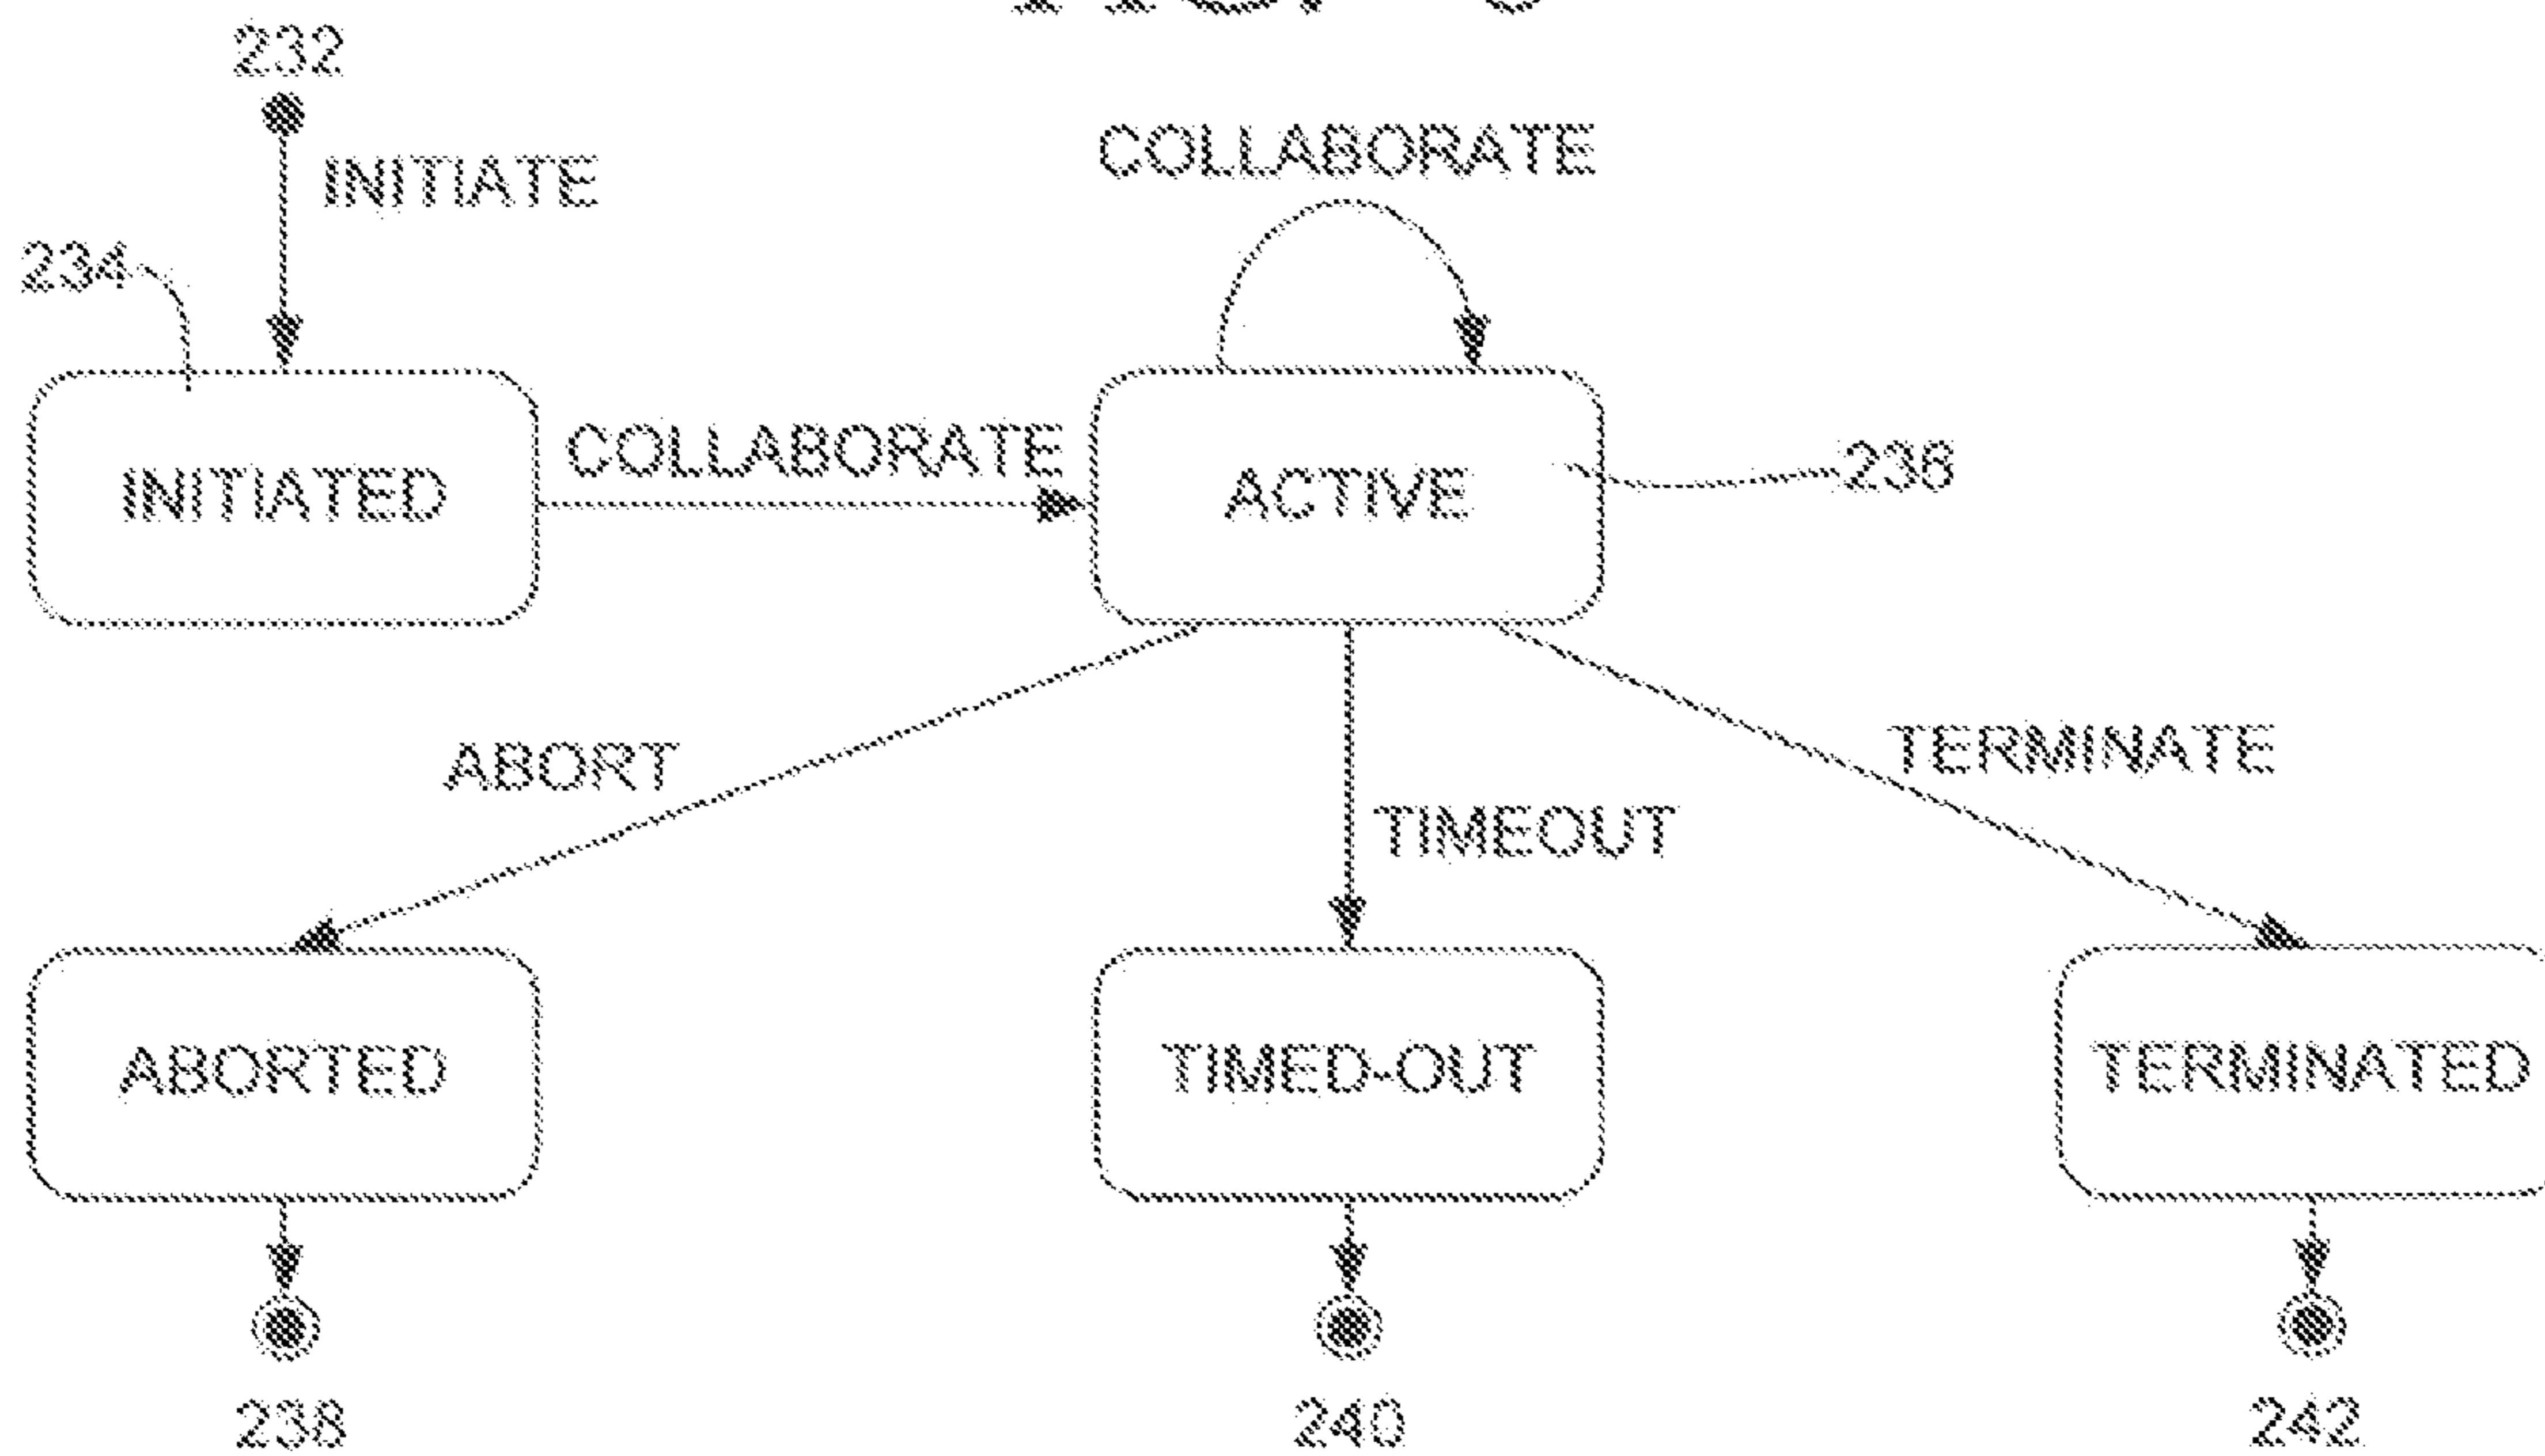 232
INITIATE
COLLABORATE
234
COLLABORATE
INITIATED
ACTIVE
236
ABORT
TERMINATE
TIMEOUT
ABORTED
TIMED-OUT
TERMINATED
238
240
242